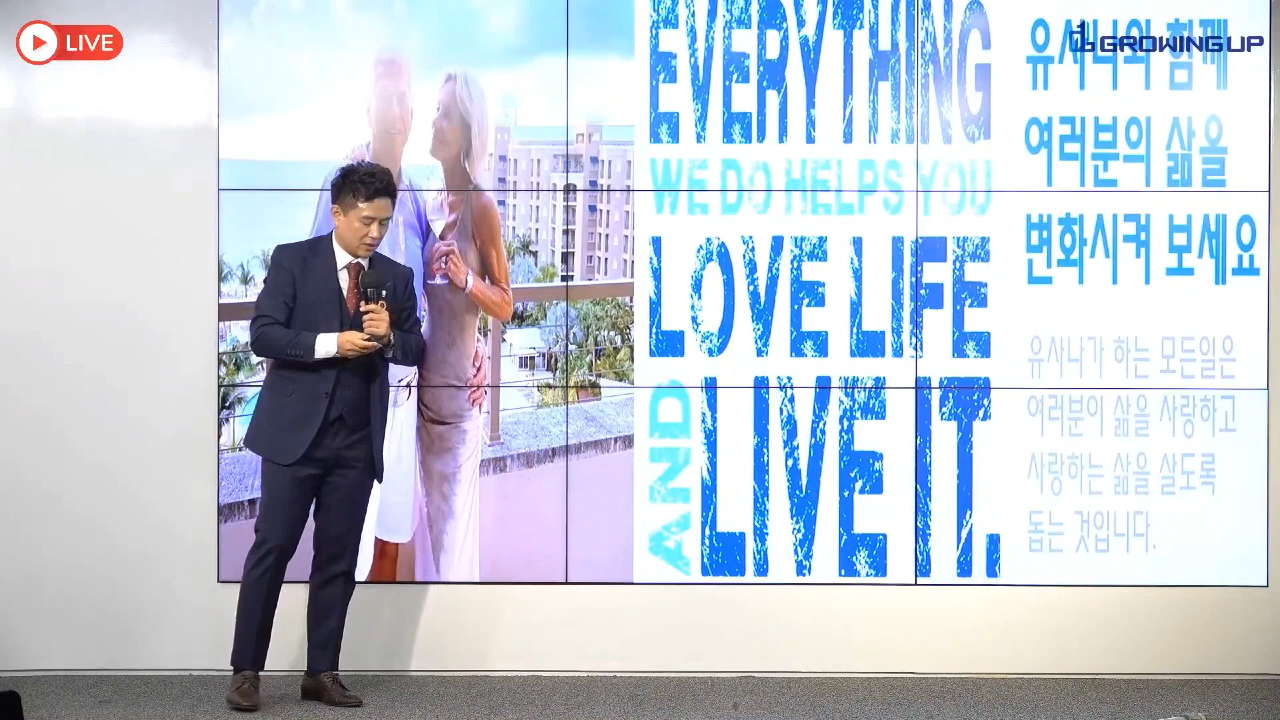 LIVE
GROWING UP
EVERYTHING
WE DO HELPS YOU
LOVE LIFE
AND
LIVE IT.
유사나와 함께
여러분의 삶을
변화시켜 보세요
유사나가 하는 모든일은
여러분이 삶을 사랑하고
사랑하는 삶을 살도록
돕는 것입니다.